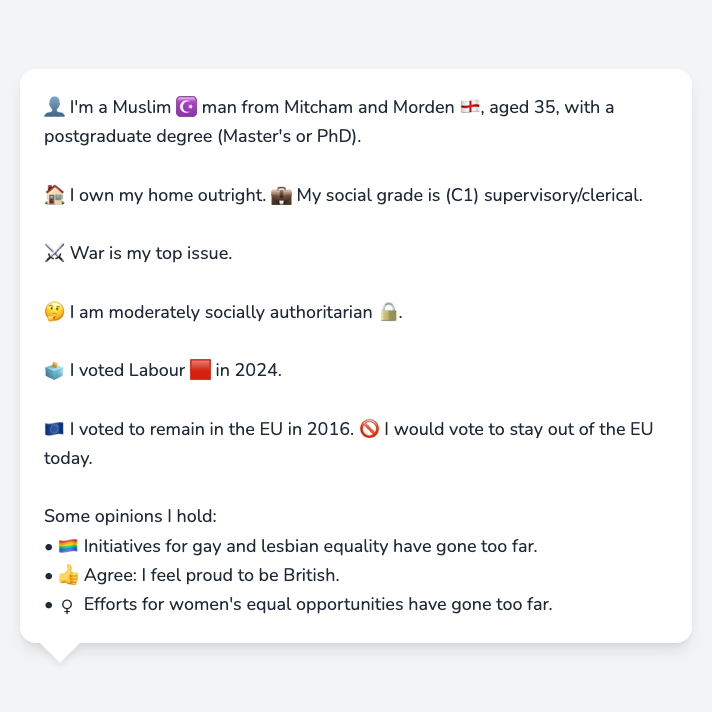 👤 I'm a Muslim ☪️ man from Mitcham and Morden 🏴󠁧󠁢󠁥󠁮󠁧󠁿, aged 35, with a
postgraduate degree (Master's or PhD).
🏠 I own my home outright. 💼 My social grade is (C1) supervisory/clerical.
⚔️ War is my top issue.
🤔 I am moderately socially authoritarian 🔒.
🗳️ I voted Labour 🟥 in 2024.
🇪🇺 I voted to remain in the EU in 2016. 🚫 I would vote to stay out of the EU
today.
Some opinions I hold:
• 🏳️‍🌈 Initiatives for gay and lesbian equality have gone too far.
• 👍 Agree: I feel proud to be British.
• ♀ Efforts for women's equal opportunities have gone too far.